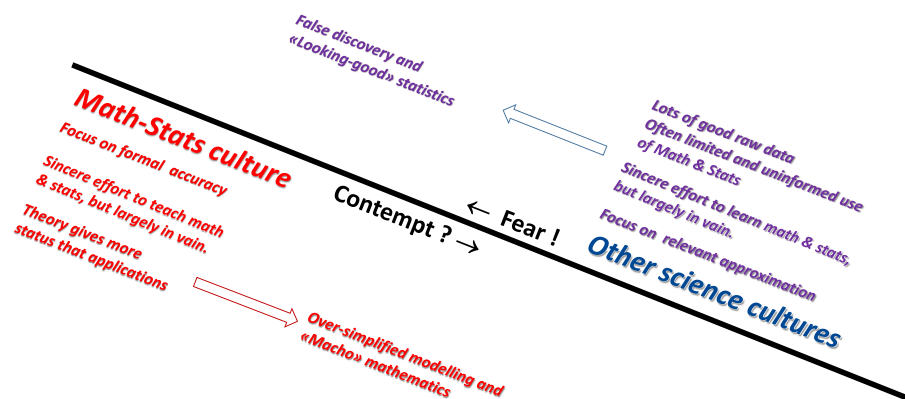 False discovery and
«Looking-good» statistics
Math-Stats culture
Focus on formal accuracy
Sincere effort to teach math
& stats, but largely in vain.
Theory gives more
status that applications
Over-simplified modelling and
«Macho» mathematics
Contempt ? →
← Fear !
Lots of good raw data
Often limited and uninformed use
of Math & Stats
Sincere effort to learn math & stats,
but largely in vain.
Focus on relevant approximation
Other science cultures